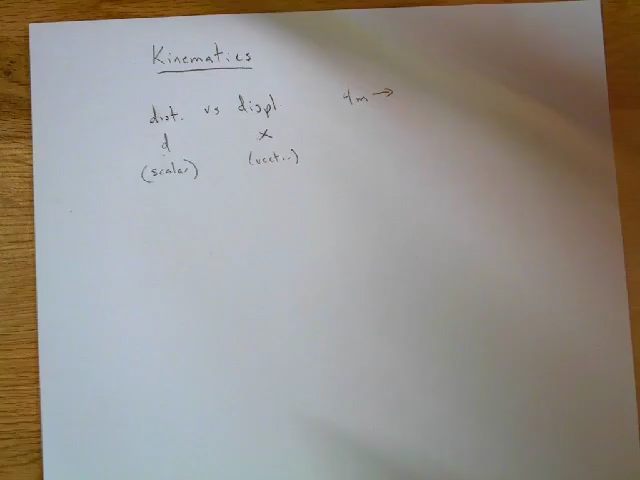 Kinematics
dist. vs displ. 4m →
d x
(scalar) (vector)